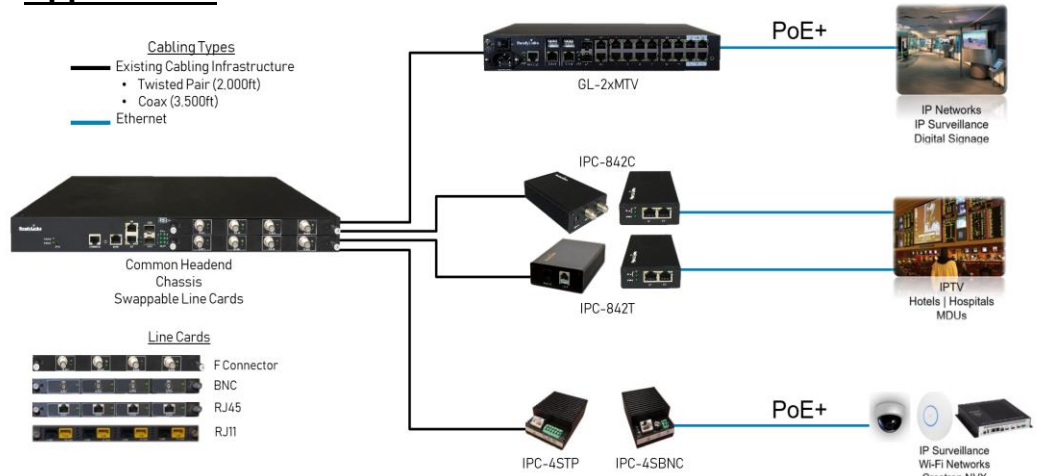 Cabling Types
Existing Cabling Infrastructure
• Twisted Pair (2,000ft)
• Coax (3,500ft)
Ethernet
GL-2xMTV
PoE+
IP Networks
IP Surveillance
Digital Signage
IPC-842C
IPC-842T
IPTV
Hotels | Hospitals
MDUs
Common Headend
Chassis
Swappable Line Cards
Line Cards
F Connector
BNC
RJ45
RJ11
IPC-4STP
IPC-4SBNC
PoE+
IP Surveillance
Wi-Fi Networks